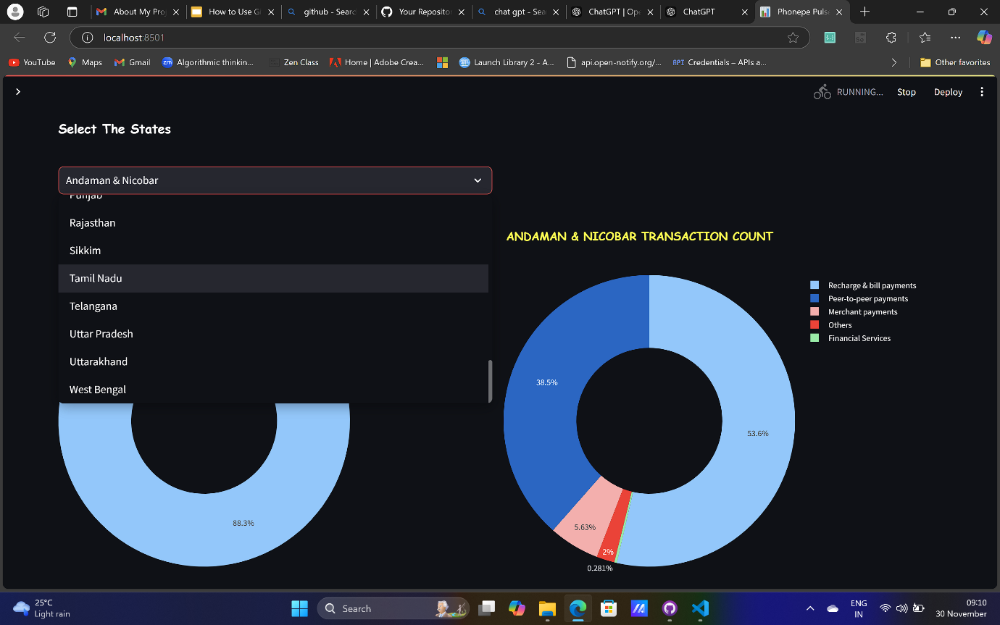 About My Proj
How to Use Gi
github - Searc
Your Repositor
chat gpt - Sea
ChatGPT | Ope
ChatGPT
Phonepe Pulse
localhost:8501
YouTube
Maps
Gmail
Algorithmic thinkin...
Zen Class
Home | Adobe Crea...
Launch Library 2 - A...
api.open-notify.org/...
API Credentials – APIs a...
Other favorites
RUNNING...
Stop
Deploy
Select The States
Andaman & Nicobar
Punjab
Rajasthan
Sikkim
Tamil Nadu
Telangana
Uttar Pradesh
Uttarakhand
West Bengal
88.3%
ANDAMAN & NICOBAR TRANSACTION COUNT
Recharge & bill payments
Peer-to-peer payments
Merchant payments
Others
Financial Services
38.5%
53.6%
5.63%
2%
0.281%
25°C
Light rain
Search
ENG
IN
09:10
30 November